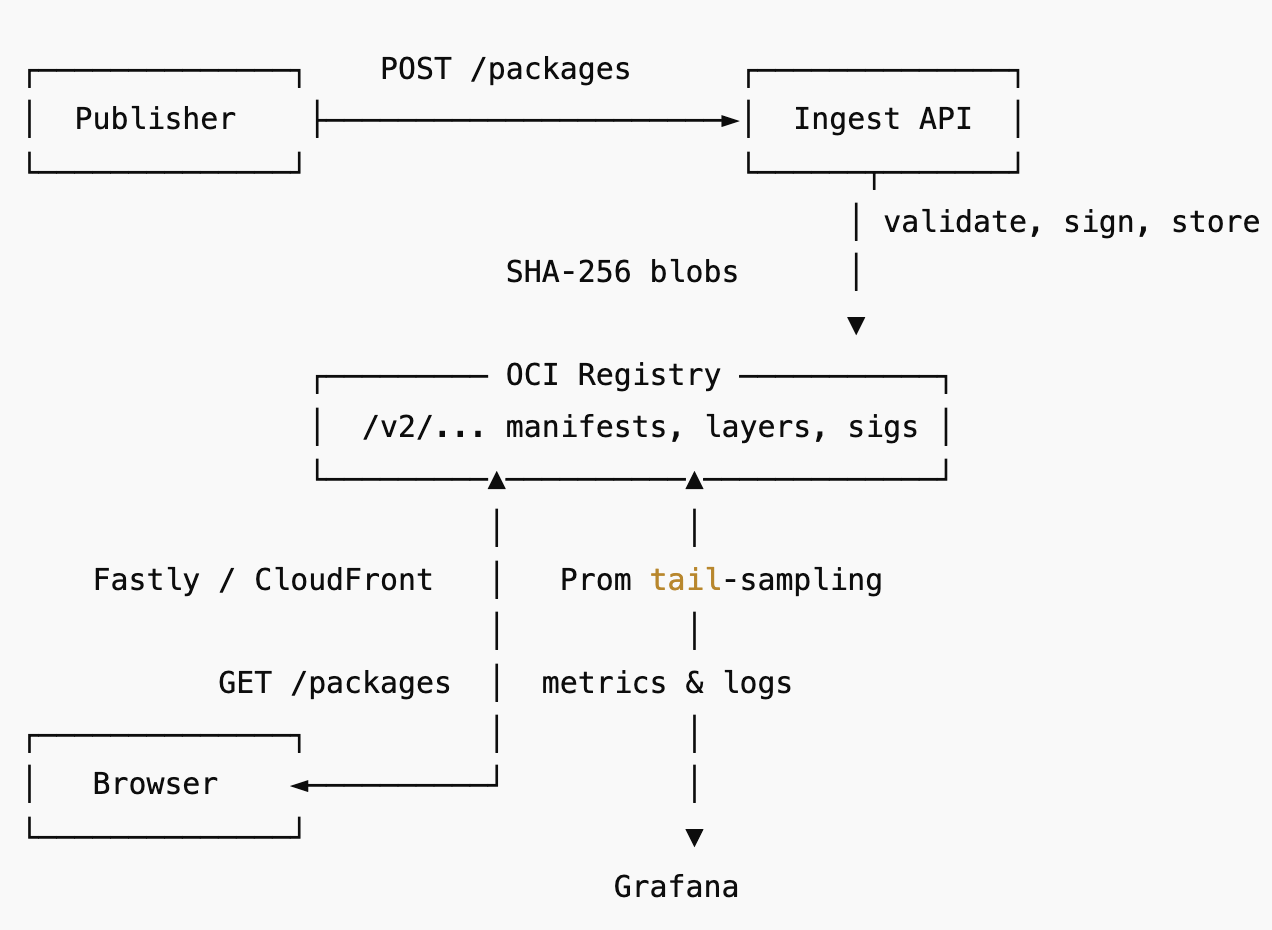 POST /packages
Publisher
Ingest API
validate, sign, store
SHA-256 blobs
OCI Registry
/v2/... manifests, layers, sigs
Fastly / CloudFront
Prom tail-sampling
GET /packages
metrics & logs
Browser
Grafana